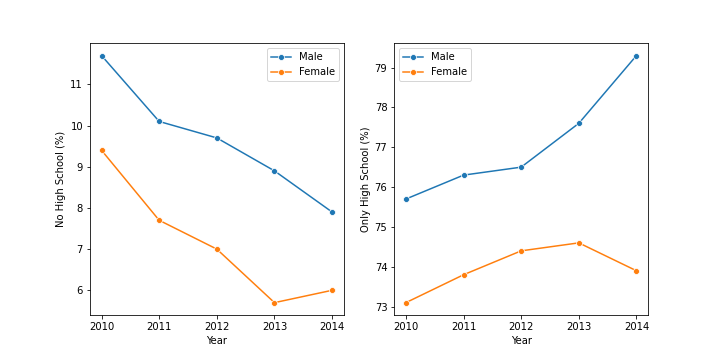 Male
Female
No High School (%)
11
10
9
8
7
6
2010 2011 2012 2013 2014
Year
Male
Female
Only High School (%)
79
78
77
76
75
74
73
2010 2011 2012 2013 2014
Year